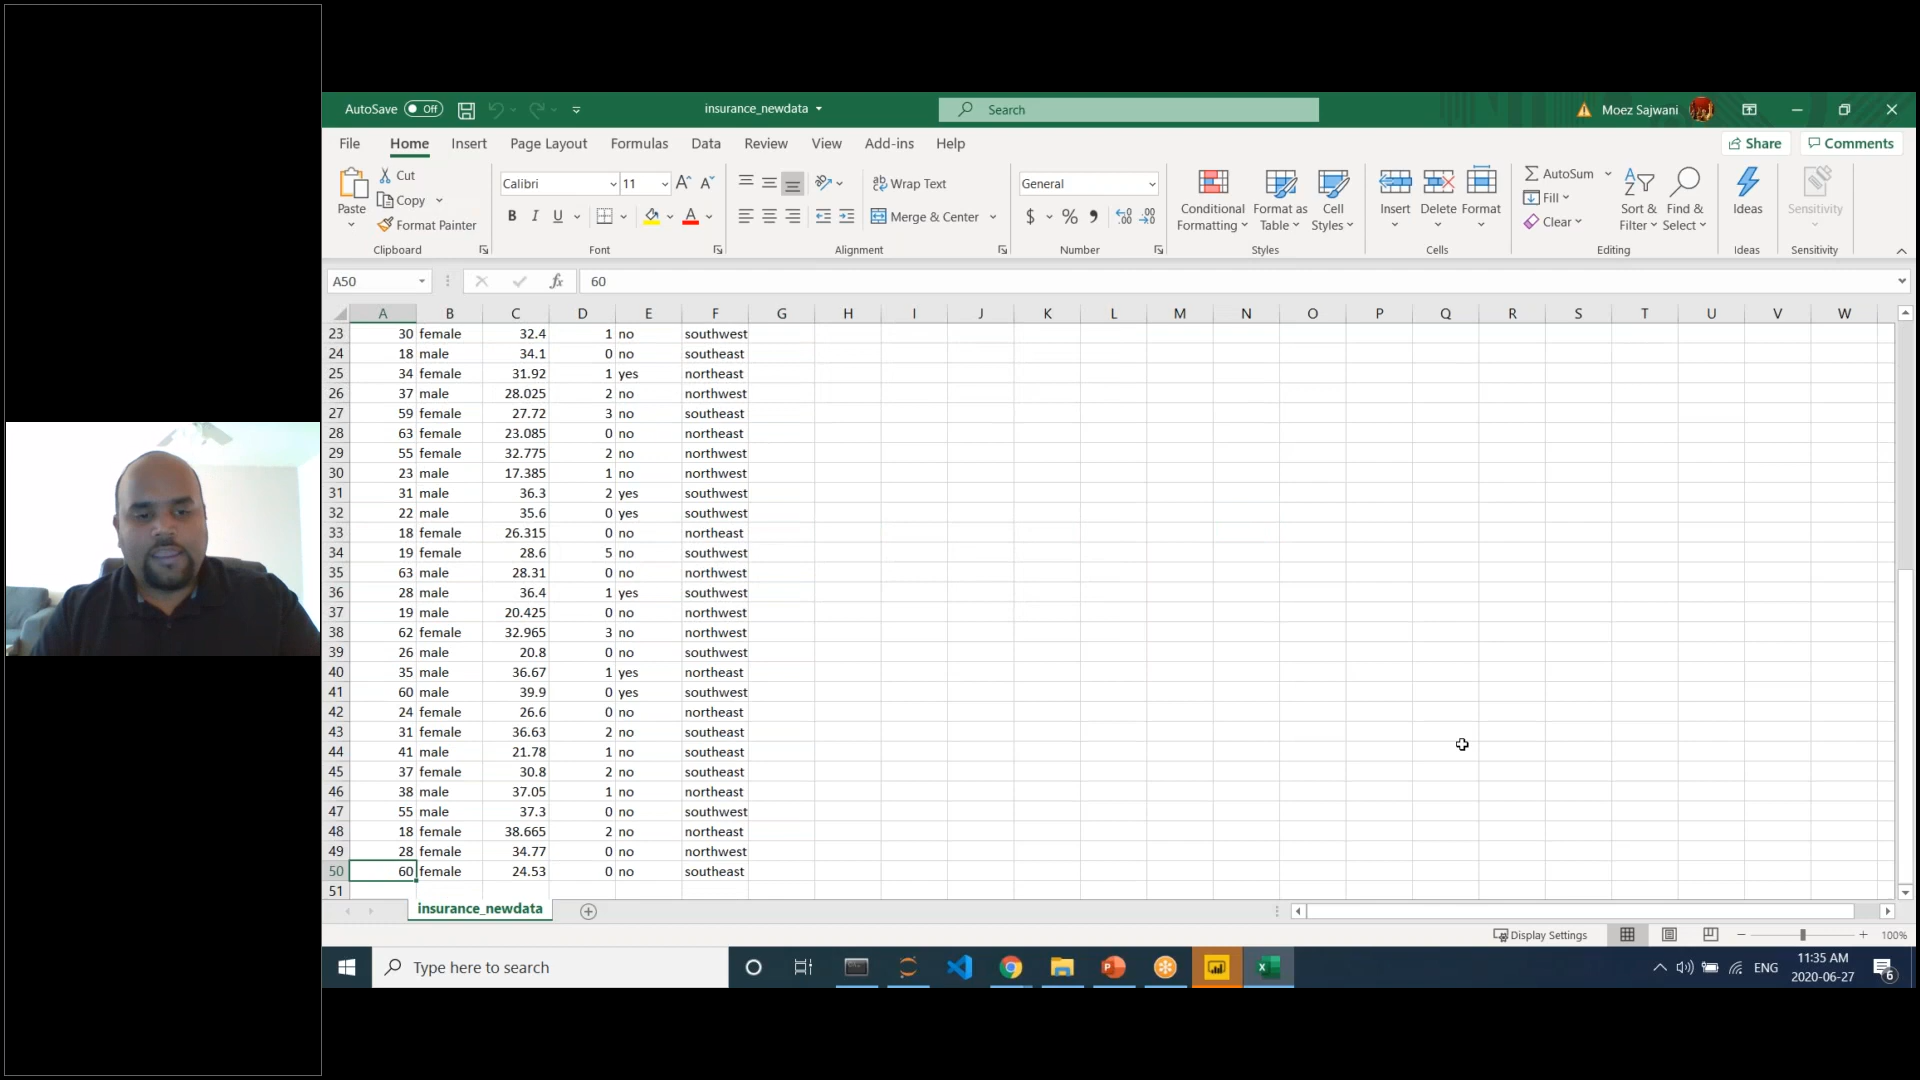 AutoSave Off insurance_newdata Search Moez Sajwani
File Home Insert Page Layout Formulas Data Review View Add-ins Help Share Comments
Paste Cut Copy Format Painter Clipboard
Calibri 11 B I U A Font
Wrap Text Merge & Center Alignment
General $ % Number
Conditional Formatting Format as Table Cell Styles Styles
Insert Delete Format Cells
AutoSum Fill Clear Sort & Filter Find & Select Editing
Ideas Ideas
Sensitivity Sensitivity
A50 fx 60
A B C D E F G H I J K L M N O P Q R S T U V W
23 30 female 32.4 1 no southwest
24 18 male 34.1 0 no southeast
25 34 female 31.92 1 yes northeast
26 37 male 28.025 2 no northwest
27 59 female 27.72 3 no southeast
28 63 female 23.085 0 no northeast
29 55 female 32.775 2 no northwest
30 23 male 17.385 1 no northwest
31 31 male 36.3 2 yes southwest
32 22 male 35.6 0 yes southwest
33 18 female 26.315 0 no northeast
34 19 female 28.6 5 no southwest
35 63 male 28.31 0 no northwest
36 28 male 36.4 1 yes southwest
37 19 male 20.425 0 no northwest
38 62 female 32.965 3 no northwest
39 26 male 20.8 0 no southwest
40 35 male 36.67 1 yes northeast
41 60 male 39.9 0 yes southwest
42 24 female 26.6 0 no northeast
43 31 female 36.63 2 no southeast
44 41 male 21.78 1 no southeast
45 37 female 30.8 2 no southeast
46 38 male 37.05 1 no northeast
47 55 male 37.3 0 no southwest
48 18 female 38.665 2 no northeast
49 28 female 34.77 0 no northwest
50 60 female 24.53 0 no southeast
51
insurance_newdata
Display Settings 100%
Type here to search ENG 11:35 AM
2020-06-27 6